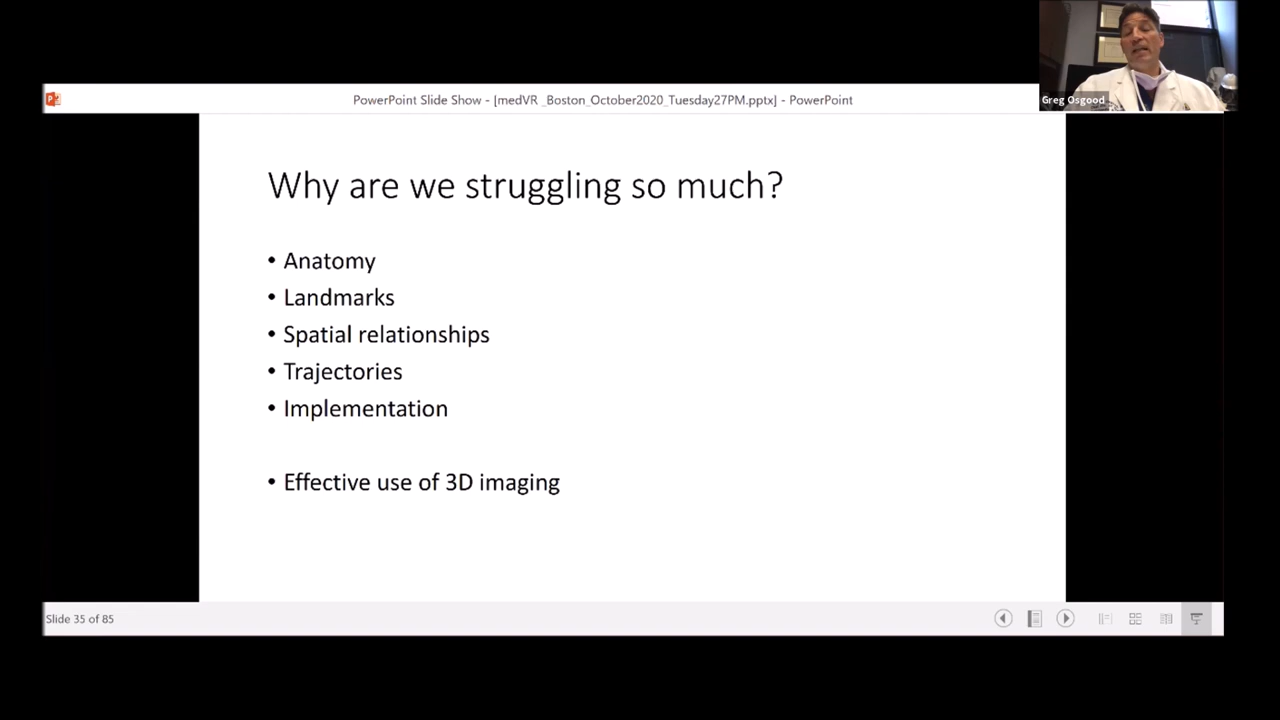 Greg Osgood
PowerPoint Slide Show - [medVR _Boston_October2020_Tuesday27PM.pptx] - PowerPoint
Why are we struggling so much?
• Anatomy
• Landmarks
• Spatial relationships
• Trajectories
• Implementation
• Effective use of 3D imaging
Slide 35 of 85